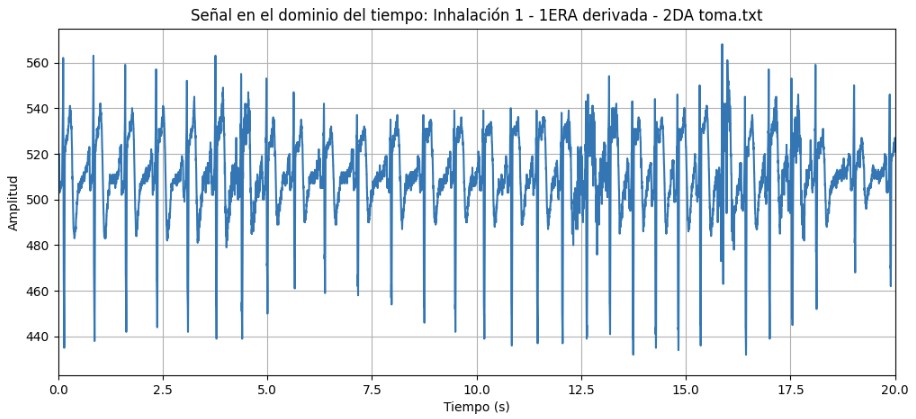 Señal en el dominio del tiempo: Inhalación 1 - 1ERA derivada - 2DA toma.txt
560
540
520
500
480
460
440
Amplitud
0.0 2.5 5.0 7.5 10.0 12.5 15.0 17.5 20.0
Tiempo (s)